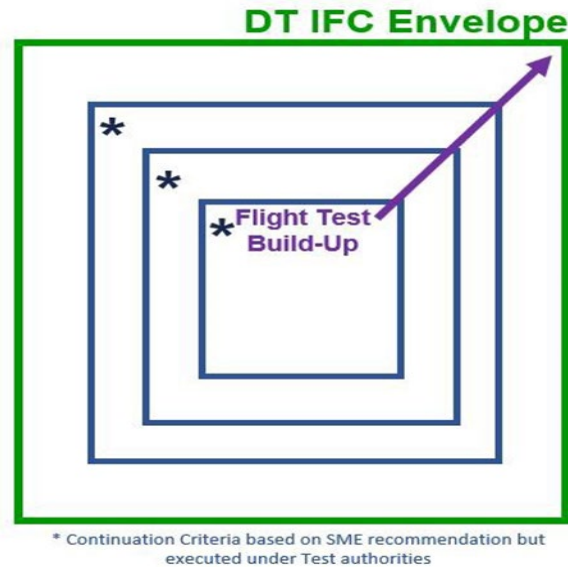 DT IFC Envelope
*
*
*Flight Test
Build-Up
* Continuation Criteria based on SME recommendation but
executed under Test authorities